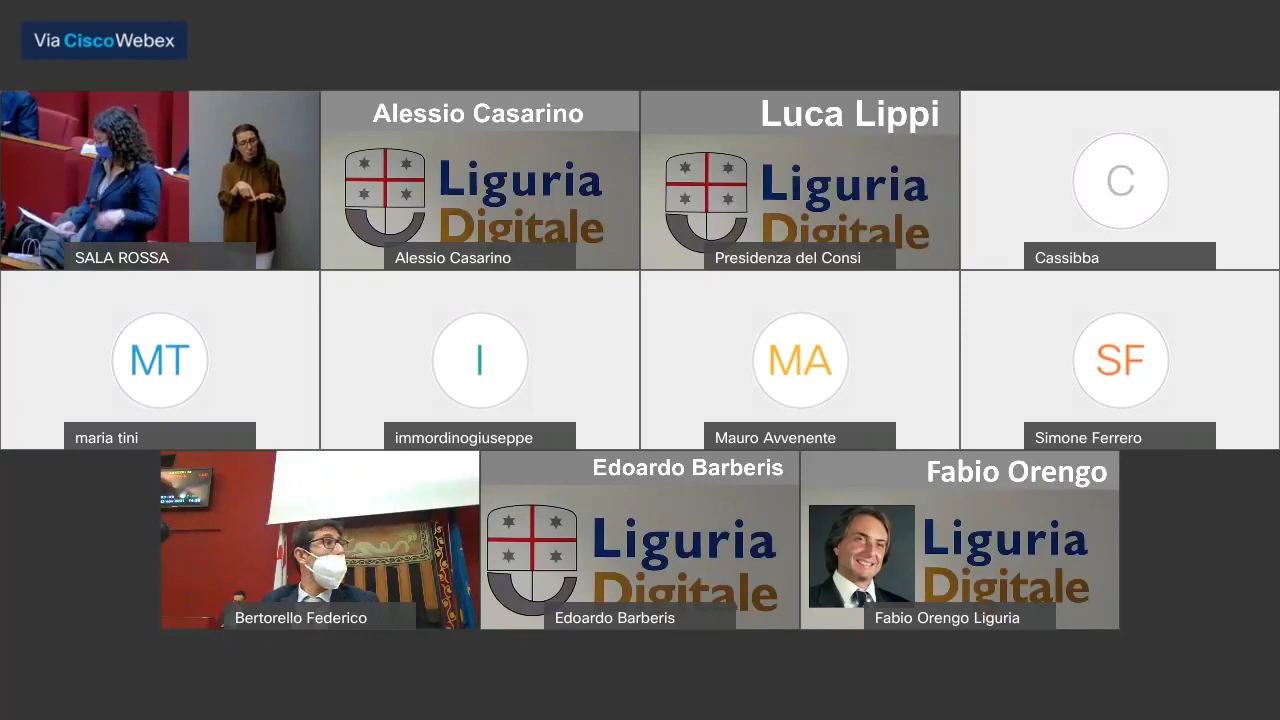 Via Cisco Webex
SALA ROSSA
Alessio Casarino
Liguria
Digitale
Alessio Casarino
Luca Lippi
Liguria
Digitale
Presidenza del Consi
C
Cassibba
MT
maria tini
I
immordinogiuseppe
MA
Mauro Avvenente
SF
Simone Ferrero
Bertorello Federico
Edoardo Barberis
Liguria
Digitale
Edoardo Barberis
Fabio Orengo
Liguria
Digitale
Fabio Orengo Liguria